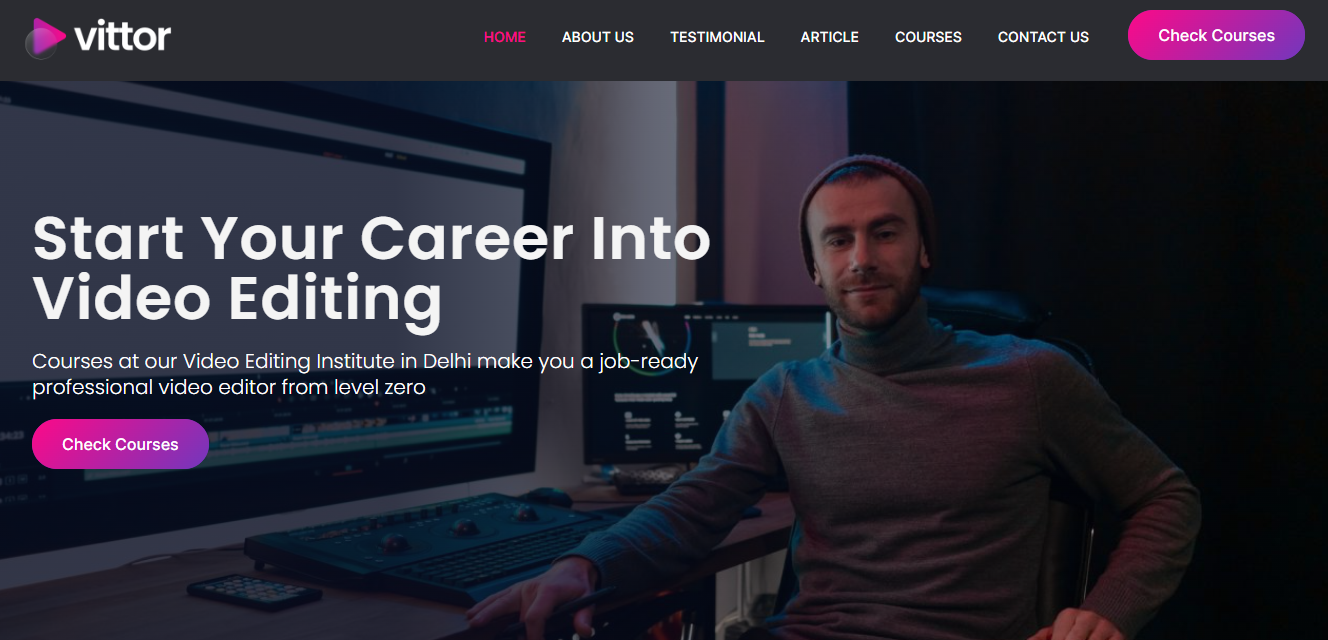 vittor
HOME
ABOUT US
TESTIMONIAL
ARTICLE
COURSES
CONTACT US
Check Courses
Start Your Career Into
Video Editing
Courses at our Video Editing Institute in Delhi make you a job-ready
professional video editor from level zero
Check Courses